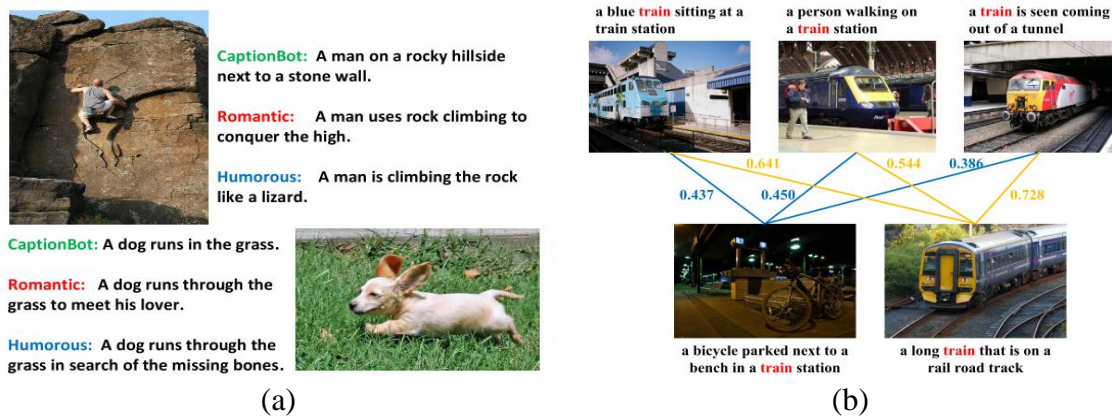 CaptionBot: A man on a rocky hillside
next to a stone wall.
Romantic: A man uses rock climbing to
conquer the high.
Humorous: A man is climbing the rock
like a lizard.
CaptionBot: A dog runs in the grass.
Romantic: A dog runs through the
grass to meet his lover.
Humorous: A dog runs through the
grass in search of the missing bones.
(a)
a blue train sitting at a
train station
a person walking on
a train station
a train is seen coming
out of a tunnel
0.641
0.544
0.386
0.437
0.450
0.728
a bicycle parked next to a
bench in a train station
a long train that is on a
rail road track
(b)